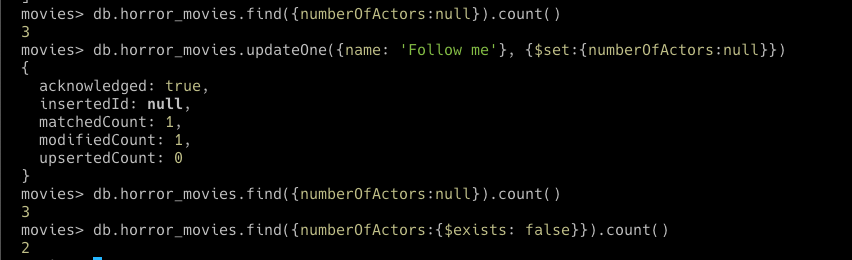 movies> db.horror_movies.find({numberOfActors:null}).count()
3
movies> db.horror_movies.updateOne({name: 'Follow me'}, {$set:{numberOfActors:null}})
{
  acknowledged: true,
  insertedId: null,
  matchedCount: 1,
  modifiedCount: 1,
  upsertedCount: 0
}
movies> db.horror_movies.find({numberOfActors:null}).count()
3
movies> db.horror_movies.find({numberOfActors:{$exists: false}}).count()
2